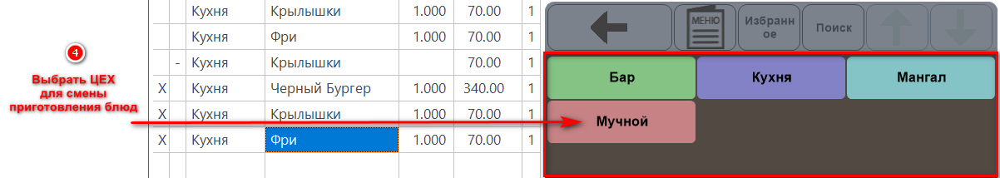 4
Выбрать ЦЕХ
для смены
приготовления блюд
Кухня Крылышки 1.000 70.00 1
Кухня Фри 1.000 70.00 1
- Кухня Крылышки 70.00 1
X Кухня Черный Бургер 1.000 340.00 1
X Кухня Крылышки 1.000 70.00 1
X Кухня Фри 1.000 70.00 1
МЕНЮ
Избранн
ое
Поиск
Бар Кухня Мангал
Мучной